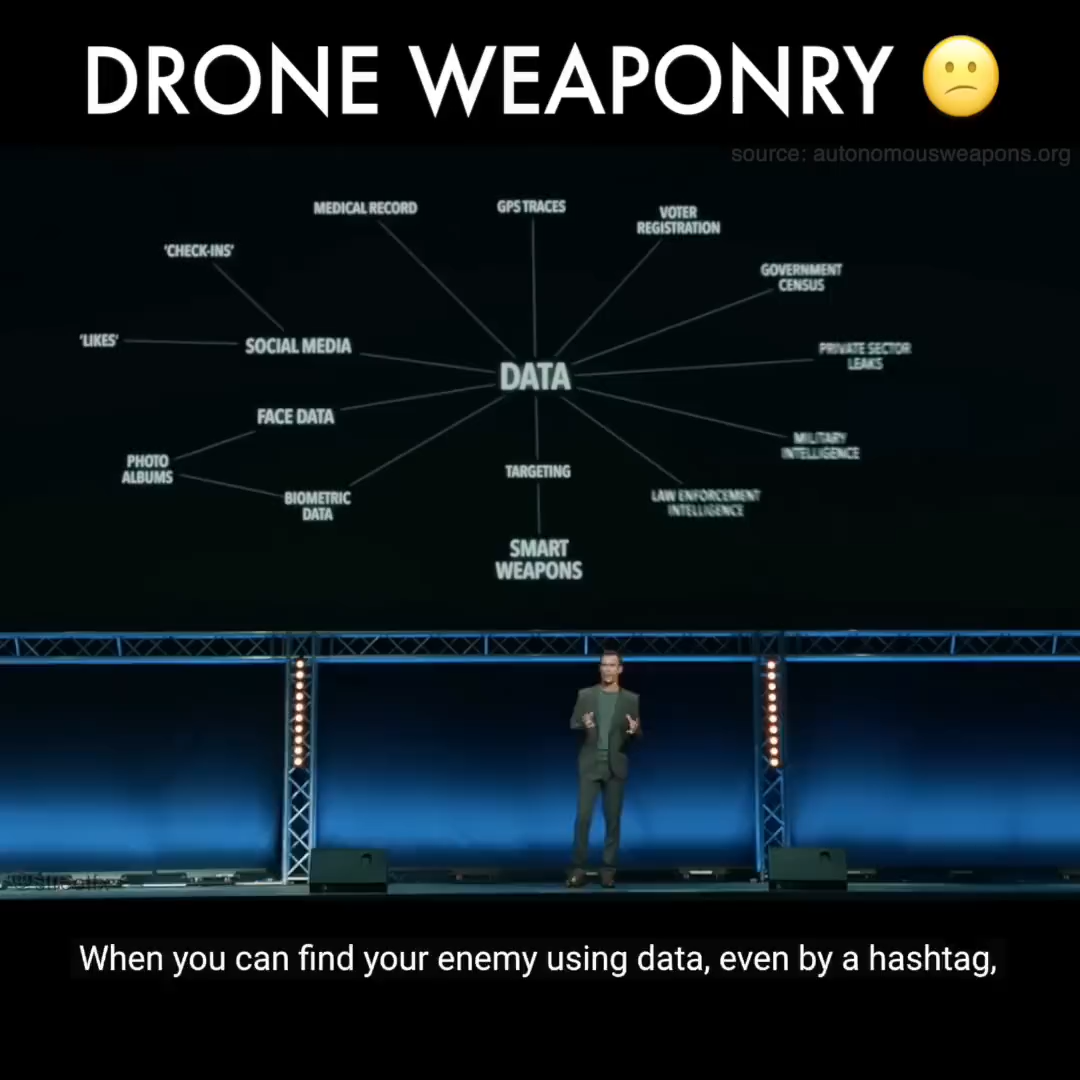 DRONE WEAPONRY 😕
source: autonomousweapons.org
MEDICAL RECORD
GPS TRACES
VOTER
REGISTRATION
'CHECK-INS'
GOVERNMENT
CENSUS
'LIKES'
SOCIAL MEDIA
PRIVATE SECTOR
LEAKS
DATA
FACE DATA
MILITARY
INTELLIGENCE
PHOTO
ALBUMS
TARGETING
BIOMETRIC
DATA
LAW ENFORCEMENT
INTELLIGENCE
SMART
WEAPONS
When you can find your enemy using data, even by a hashtag,